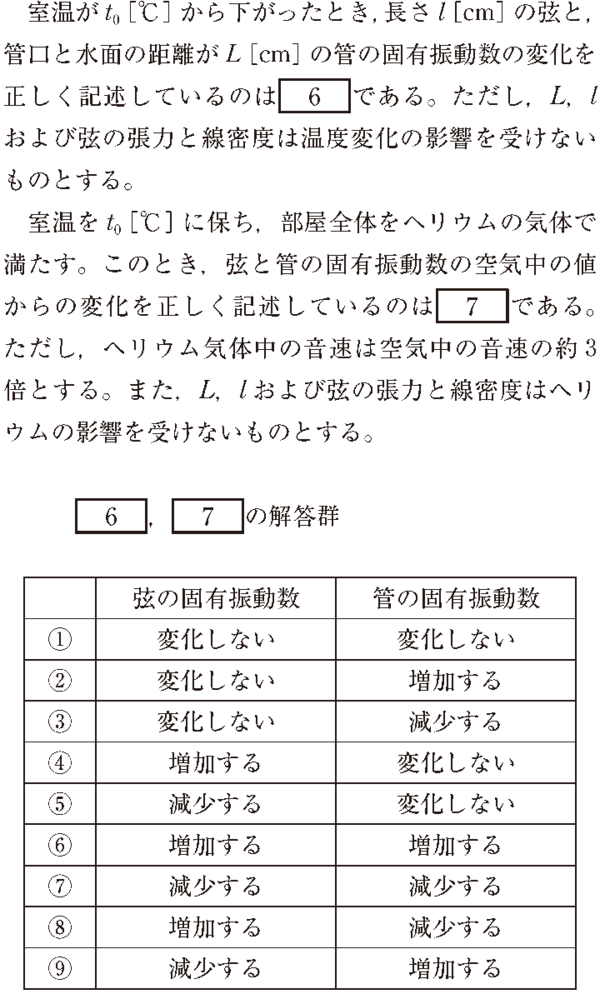 室温が t₀ [℃] から下がったとき, 長さ l [cm] の弦と,
管口と水面の距離が L [cm] の管の固有振動数の変化を
正しく記述しているのは 6 である。ただし, L, l
および弦の張力と線密度は温度変化の影響を受けない
ものとする。
室温を t₀ [℃] に保ち, 部屋全体をヘリウムの気体で
満たす。このとき, 弦と管の固有振動数の空気中の値
からの変化を正しく記述しているのは 7 である。
ただし, ヘリウム気体中の音速は空気中の音速の約 3
倍とする。また, L, l および弦の張力と線密度はヘリ
ウムの影響を受けないものとする。
6 , 7 の解答群
弦の固有振動数 管の固有振動数
① 変化しない 変化しない
② 変化しない 増加する
③ 変化しない 減少する
④ 増加する 変化しない
⑤ 減少する 変化しない
⑥ 増加する 増加する
⑦ 減少する 減少する
⑧ 増加する 減少する
⑨ 減少する 増加する